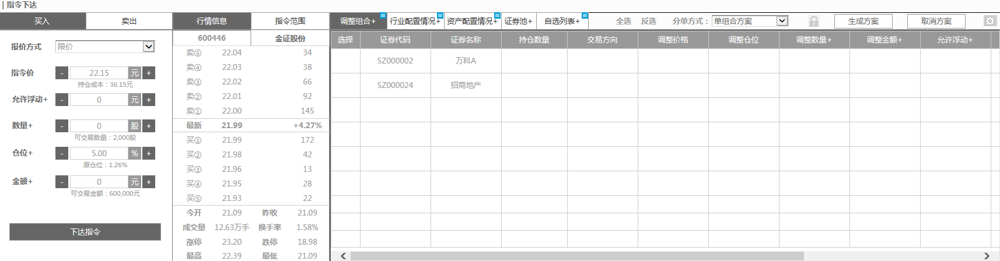 指令下达
买入 卖出
报价方式 限价
指令价 - 22.15 元 +
持仓成本：36.15元
允许浮动+ - 0 元 +
数量+ - 0 股 +
可交易数量：2,000股
仓位+ - 5.00 % +
原仓位：1.26%
金额+ - 0 元 +
可交易金额：600,000元
下达指令
行情信息 指令范围
600446 金证股份
卖⑤ 22.04 34
卖④ 22.03 38
卖③ 22.02 66
卖② 22.01 92
卖① 22.00 145
最新 21.99 +4.27%
买① 21.99 172
买② 21.98 42
买③ 21.96 13
买④ 21.95 28
买⑤ 21.93 22
今开 21.09 昨收 21.09
成交量 12.63万手 换手率 1.58%
涨停 23.20 跌停 18.98
最高 22.39 最低 21.09
调整组合+ 行业配置情况+ 资产配置情况+ 证券池+ 自选列表+ 全选 反选 分单方式： 单组合方案 生成方案 取消方案
选择 证券代码 证券名称 持仓数量 交易方向 调整价格 调整仓位 调整数量+ 调整金额+ 允许浮动+
SZ000002 万科A
SZ000024 招商地产